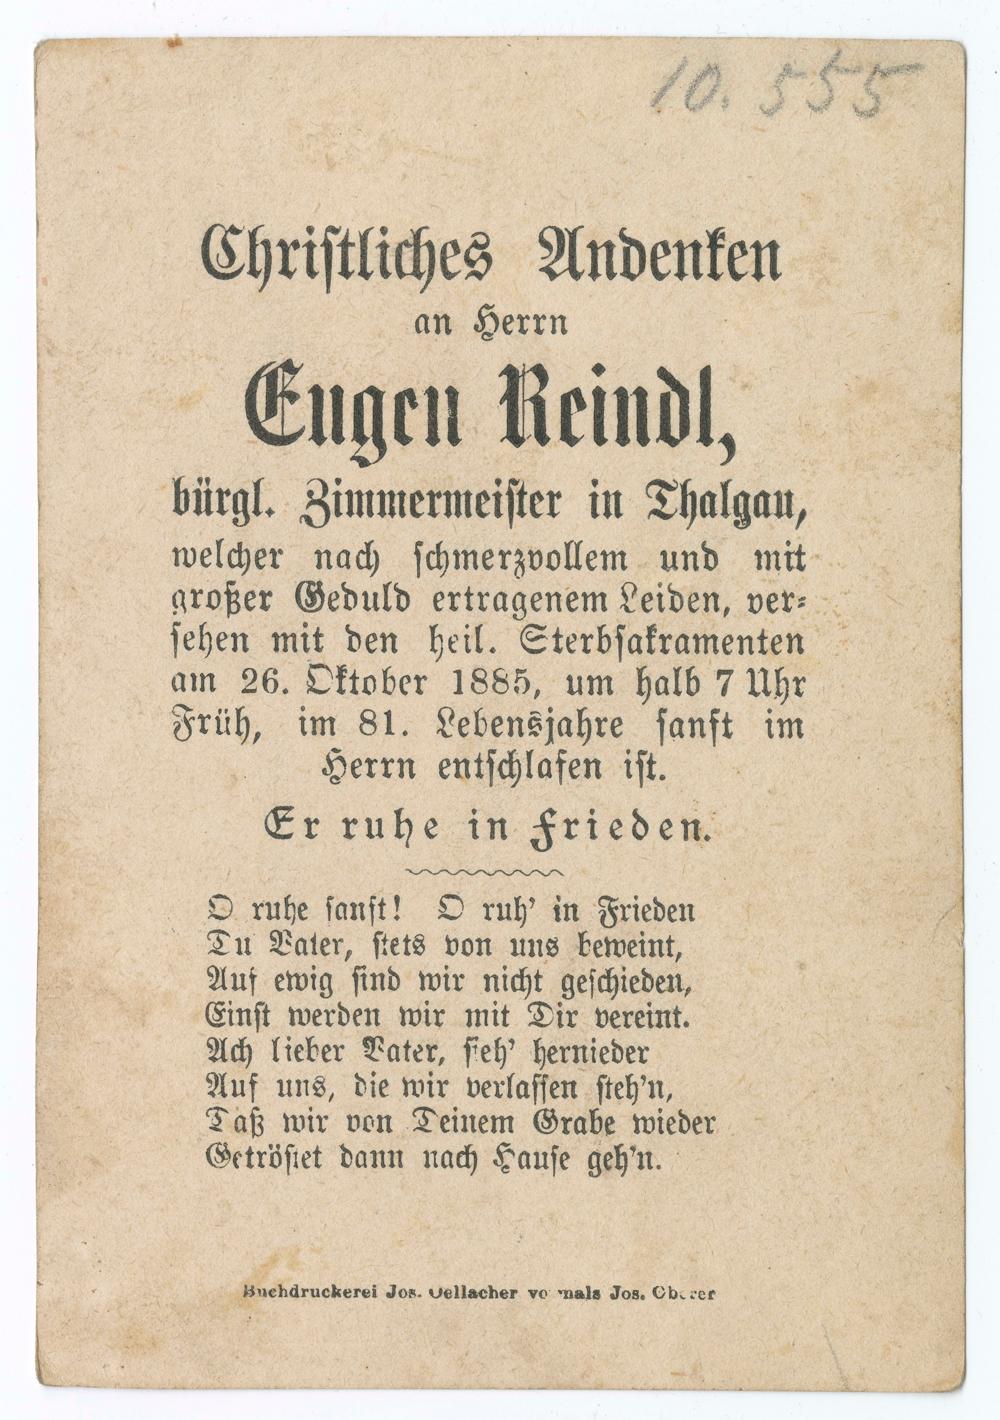 10. 555
Christliches Andenken
an Herrn
Eugen Reindl,
bürgl. Zimmermeister in Thalgau,
welcher nach schmerzvollem und mit
großer Geduld ertragenem Leiden, ver-
sehen mit den heil. Sterbsakramenten
am 26. Oktober 1885, um halb 7 Uhr
Früh, im 81. Lebensjahre sanft im
Herrn entschlafen ist.
Er ruhe in Frieden.
O ruhe sanft! O ruh' in Frieden
Du Vater, stets von uns beweint,
Auf ewig sind wir nicht geschieden,
Einst werden wir mit Dir vereint.
Ach lieber Vater, sieh' hernieder
Auf uns, die wir verlassen steh'n,
Daß wir von Deinem Grabe wieder
Getröstet dann nach Hause geh'n.
Buchdruckerei Jos. Oellacher vormals Jos. Oberer